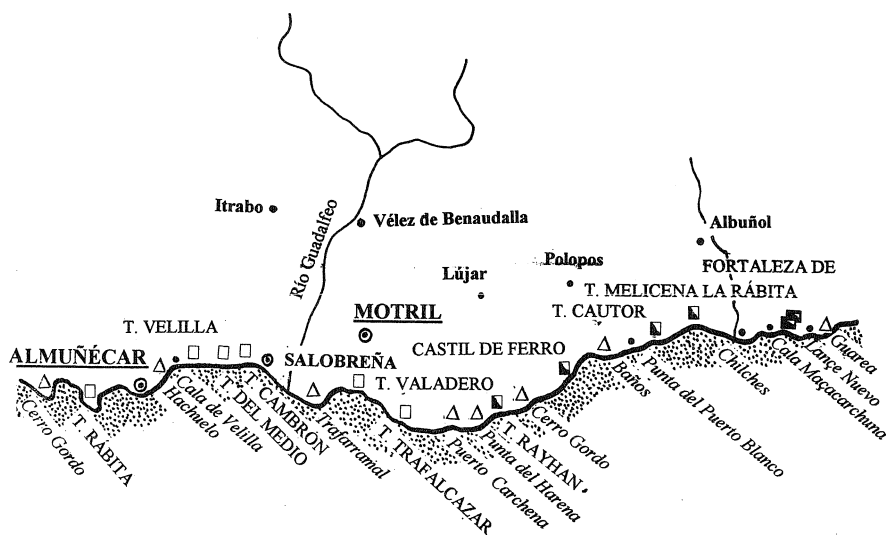 Itrabo
Río Guadalfeo
Vélez de Benaudalla
Albuñol
Lújar
Polopos
FORTALEZA DE
LA RÁBITA
T. MELICENA
T. CAUTOR
MOTRIL
T. VELILLA
ALMUÑÉCAR
SALOBREÑA
CASTIL DE FERRO
T. VALADERO
Cerro Gordo
T. RÁBITA
Hachuelo
Cala de Velilla
T. DEL MEDIO
T. CAMBRON
Trafarramal
T. TRAFALCAZAR
Puerto Carchena
Punta del Harena
T. RAYHAN
Cerro Gordo
Baños
Punta del Puerto Blanco
Chilches
Cala Maçacarchuna
Lance Nuevo
Guarea